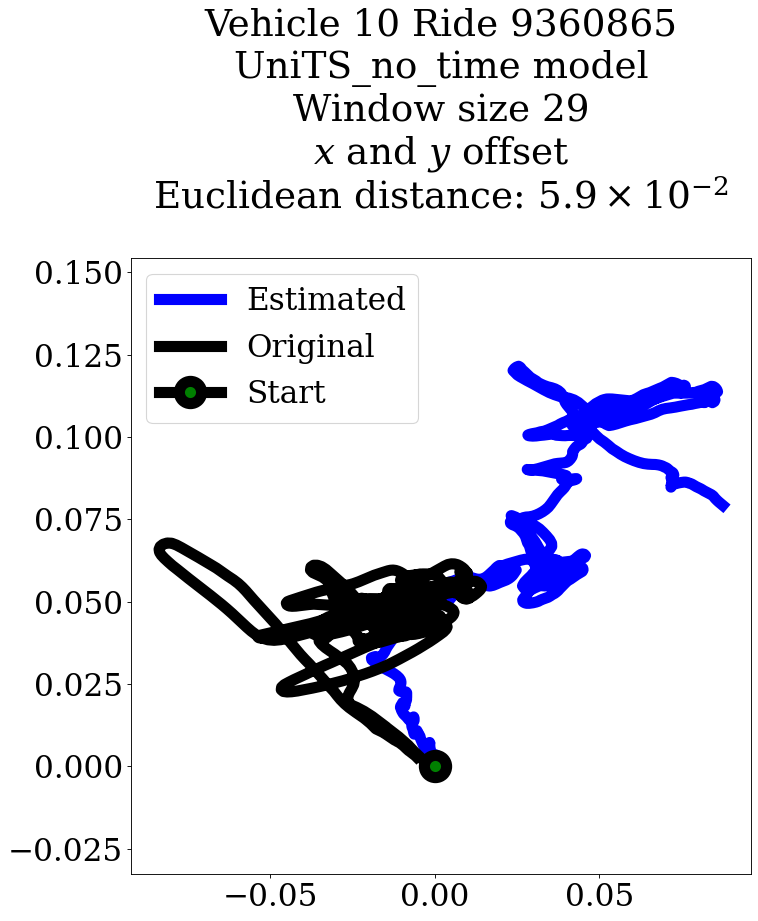 Vehicle 10 Ride 9360865
UniTS_no_time model
Window size 29
x and y offset
Euclidean distance: 5.9 × 10⁻²
0.150
0.125
0.100
0.075
0.050
0.025
0.000
−0.025
Estimated
Original
Start
−0.05 0.00 0.05